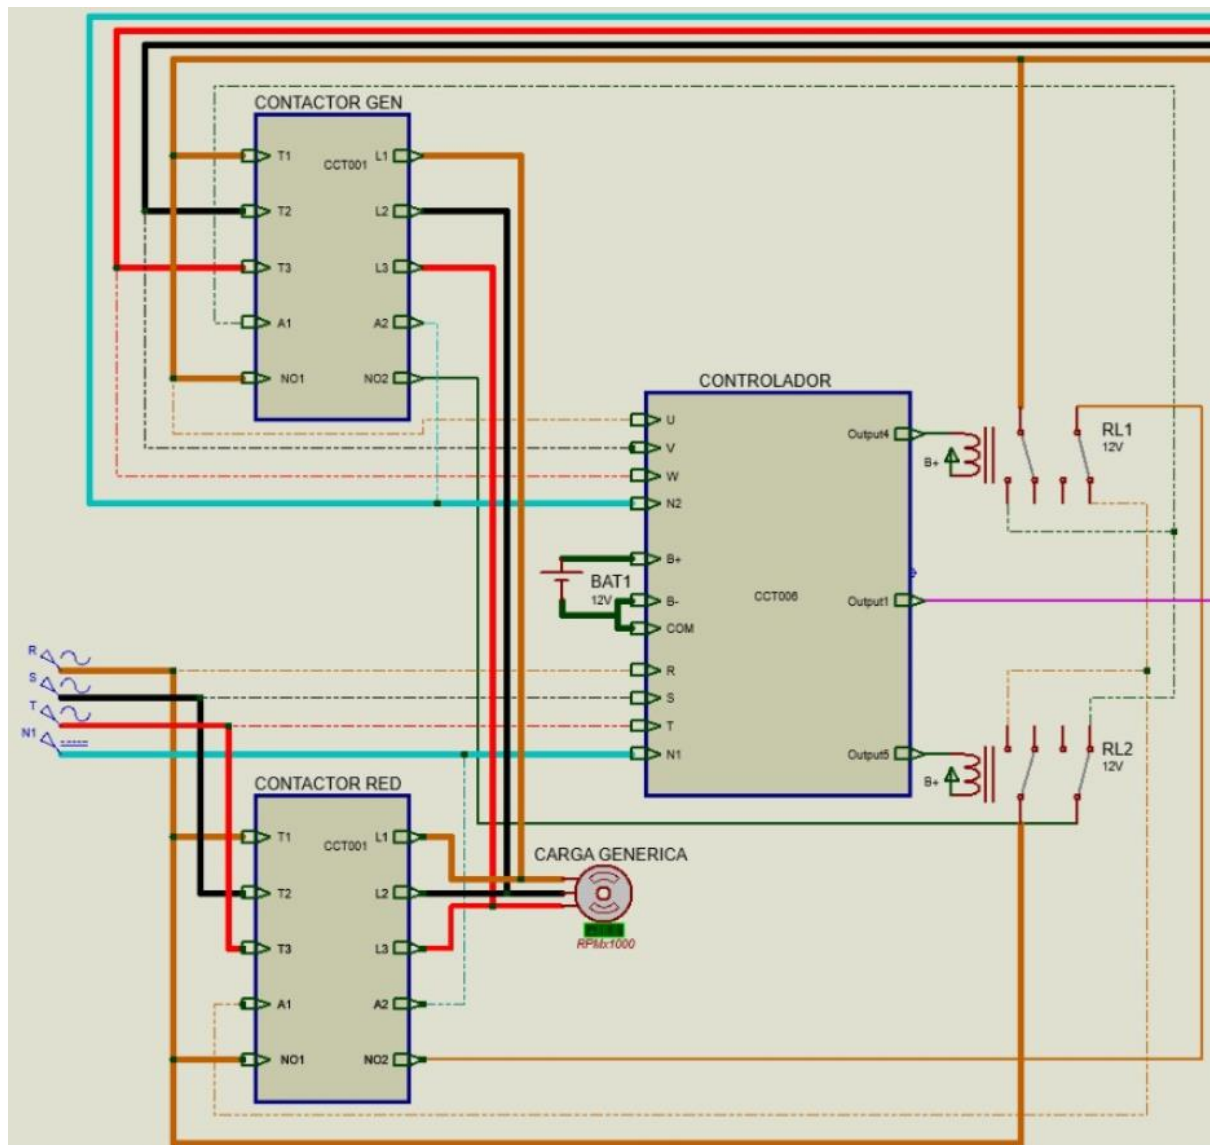 CONTACTOR GEN
T1
CCT001
L1
T2
L2
T3
L3
A1
A2
NO1
NO2
CONTROLADOR
U
V
W
N2
B+
B-
COM
R
S
T
N1
Output4
CCT006
Output1
Output5
B+
RL1
12V
BAT1
12V
R
S
T
N1
B+
RL2
12V
CONTACTOR RED
T1
CCT001
L1
T2
L2
T3
L3
A1
A2
NO1
NO2
CARGA GENERICA
RPMx1000